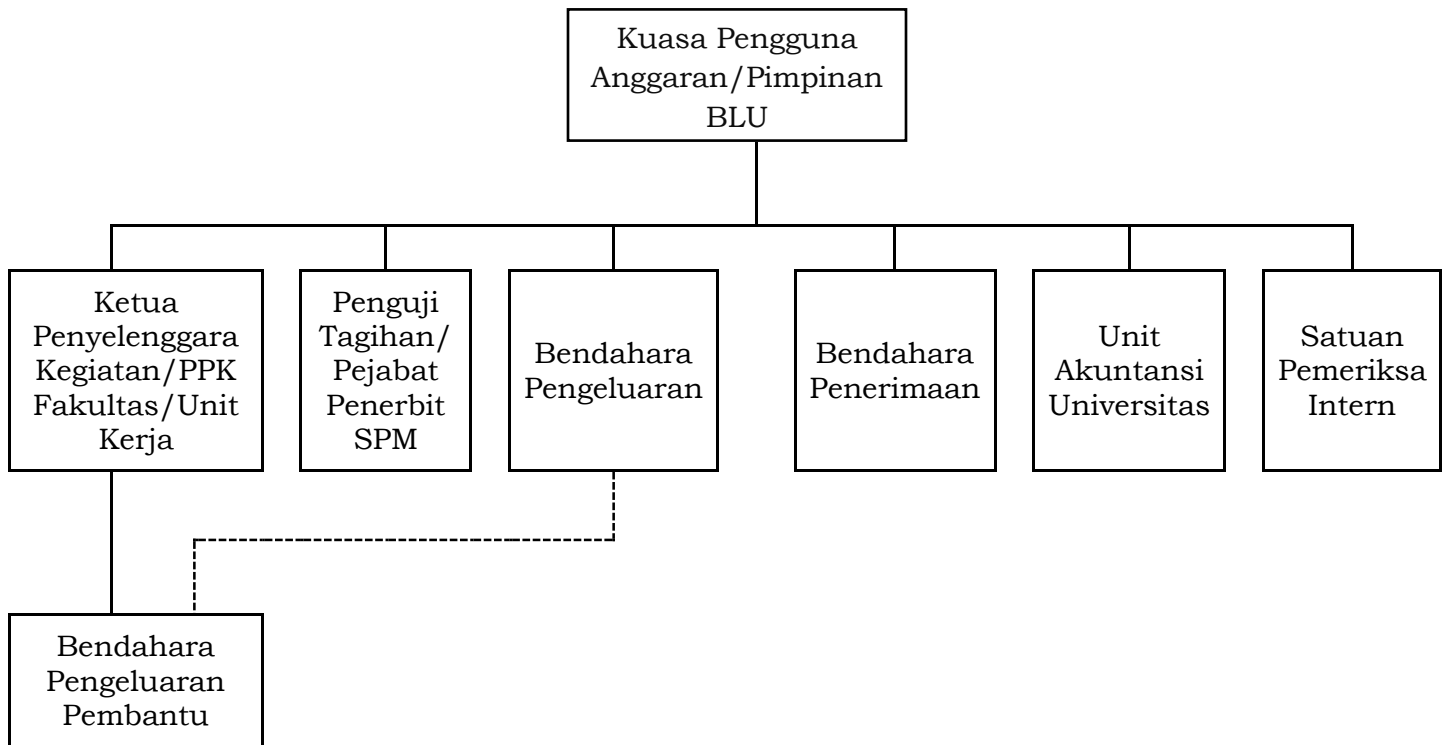 Kuasa Pengguna
Anggaran/Pimpinan
BLU
Ketua
Penyelenggara
Kegiatan/PPK
Fakultas/Unit
Kerja
Penguji
Tagihan/
Pejabat
Penerbit
SPM
Bendahara
Pengeluaran
Bendahara
Penerimaan
Unit
Akuntansi
Universitas
Satuan
Pemeriksa
Intern
Bendahara
Pengeluaran
Pembantu